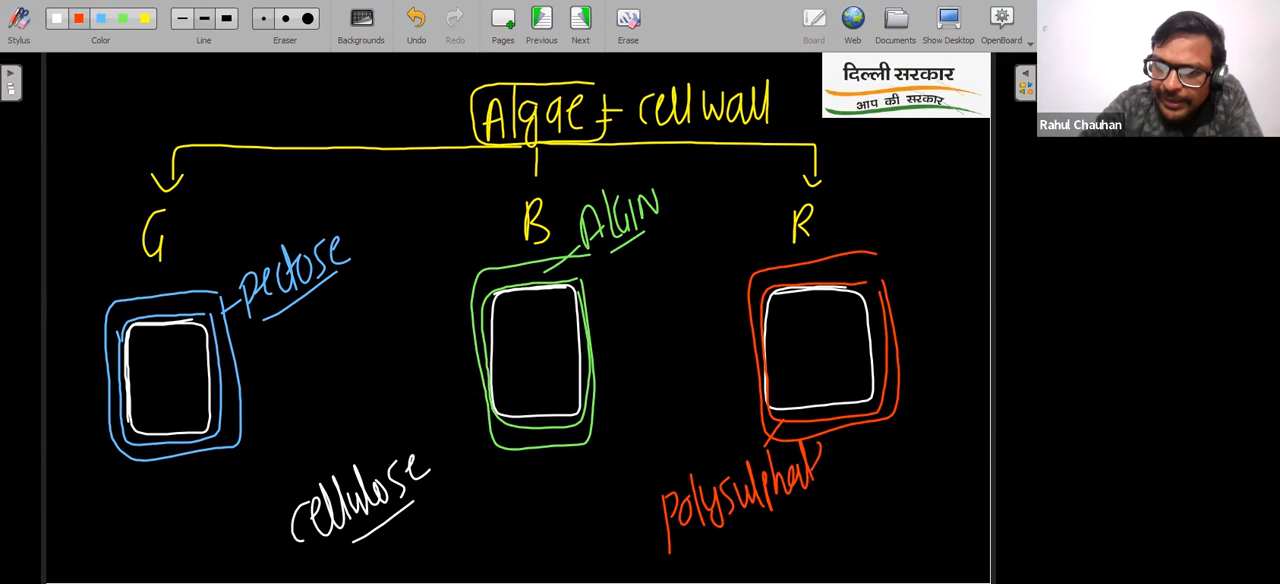 Stylus
Color
Line
Eraser
Backgrounds
Undo
Redo
Pages
Previous
Next
Erase
Board
Web
Documents
Show Desktop
OpenBoard
Rahul Chauhan
दिल्ली सरकार
आप की सरकार
Algae - cell wall
G
B
R
pectose
ALGIN
cellulose
polysulphat